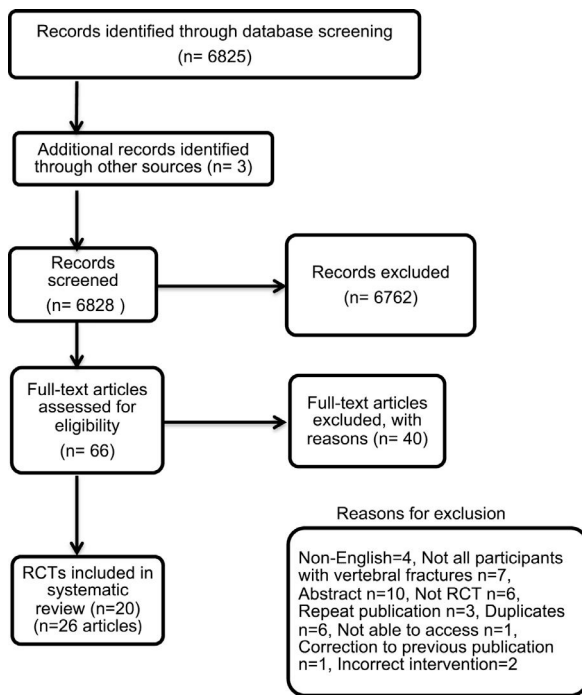 Records identified through database screening
(n= 6825)
Additional records identified
through other sources (n= 3)
Records
screened
(n= 6828 )
Records excluded
(n= 6762)
Full-text articles
assessed for
eligibility
(n= 66)
Full-text articles
excluded, with
reasons (n= 40)
RCTs included in
systematic
review (n=20)
(n=26 articles)
Reasons for exclusion
Non-English=4, Not all participants
with vertebral fractures n=7,
Abstract n=10, Not RCT n=6,
Repeat publication n=3, Duplicates
n=6, Not able to access n=1,
Correction to previous publication
n=1, Incorrect intervention=2